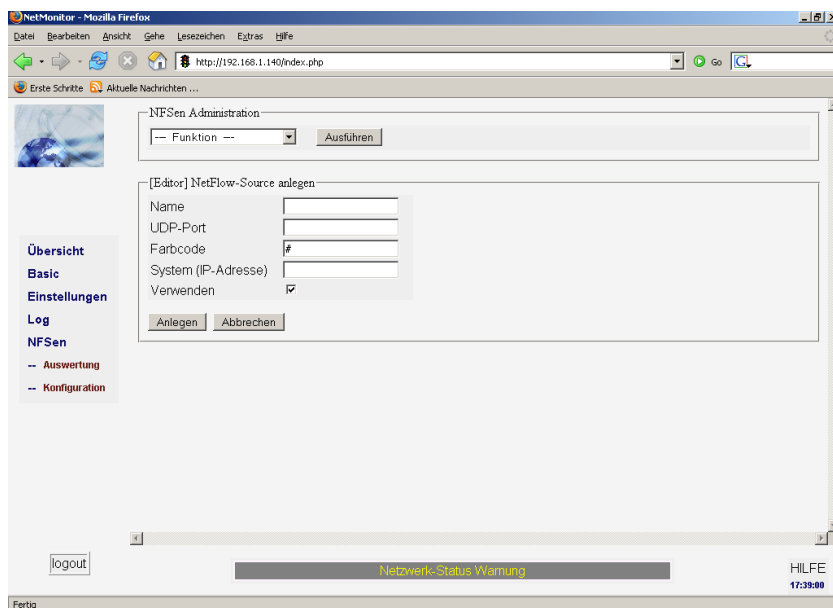 NetMonitor - Mozilla Firefox
Datei Bearbeiten Ansicht Gehe Lesezeichen Extras Hilfe
http://192.168.1.140/index.php
Go
G
Erste Schritte Aktuelle Nachrichten ...
NFSen Administration
--- Funktion ---
Ausführen
[Editor] NetFlow-Source anlegen
Name
UDP-Port
Farbcode #
System (IP-Adresse)
Verwenden
Anlegen Abbrechen
Übersicht
Basic
Einstellungen
Log
NFSen
-- Auswertung
-- Konfiguration
logout
Netzwerk-Status Warnung
HILFE
17:39:00
Fertig